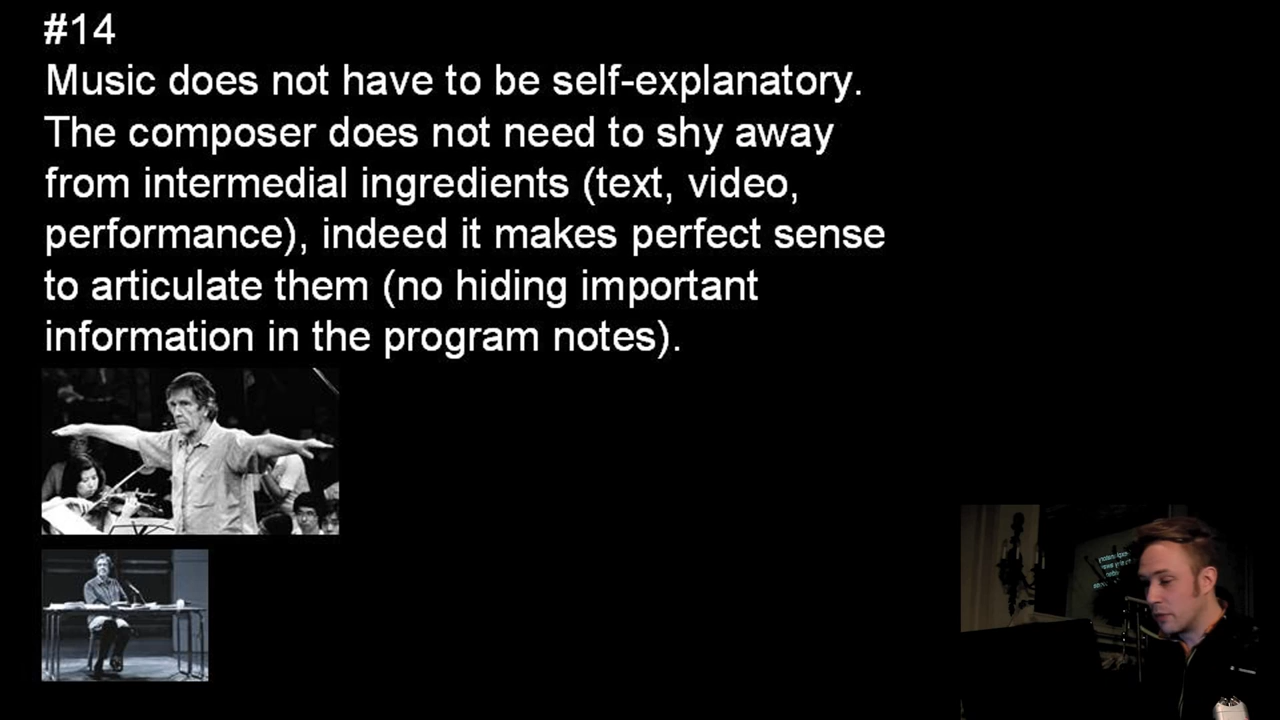 #14
Music does not have to be self-explanatory.
The composer does not need to shy away
from intermedial ingredients (text, video,
performance), indeed it makes perfect sense
to articulate them (no hiding important
information in the program notes).